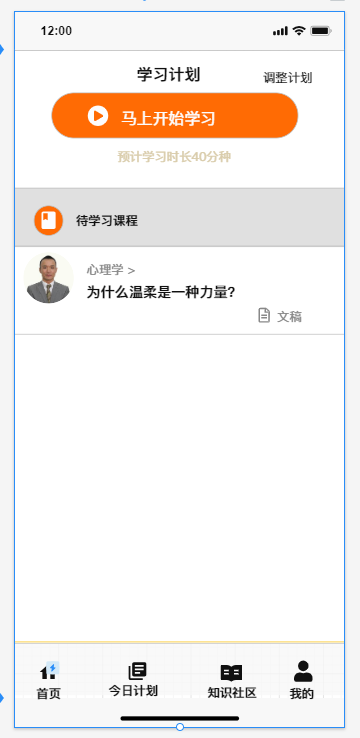 12:00
学习计划
调整计划
马上开始学习
预计学习时长40分种
待学习课程
心理学 >
为什么温柔是一种力量?
文稿
首页
今日计划
知识社区
我的